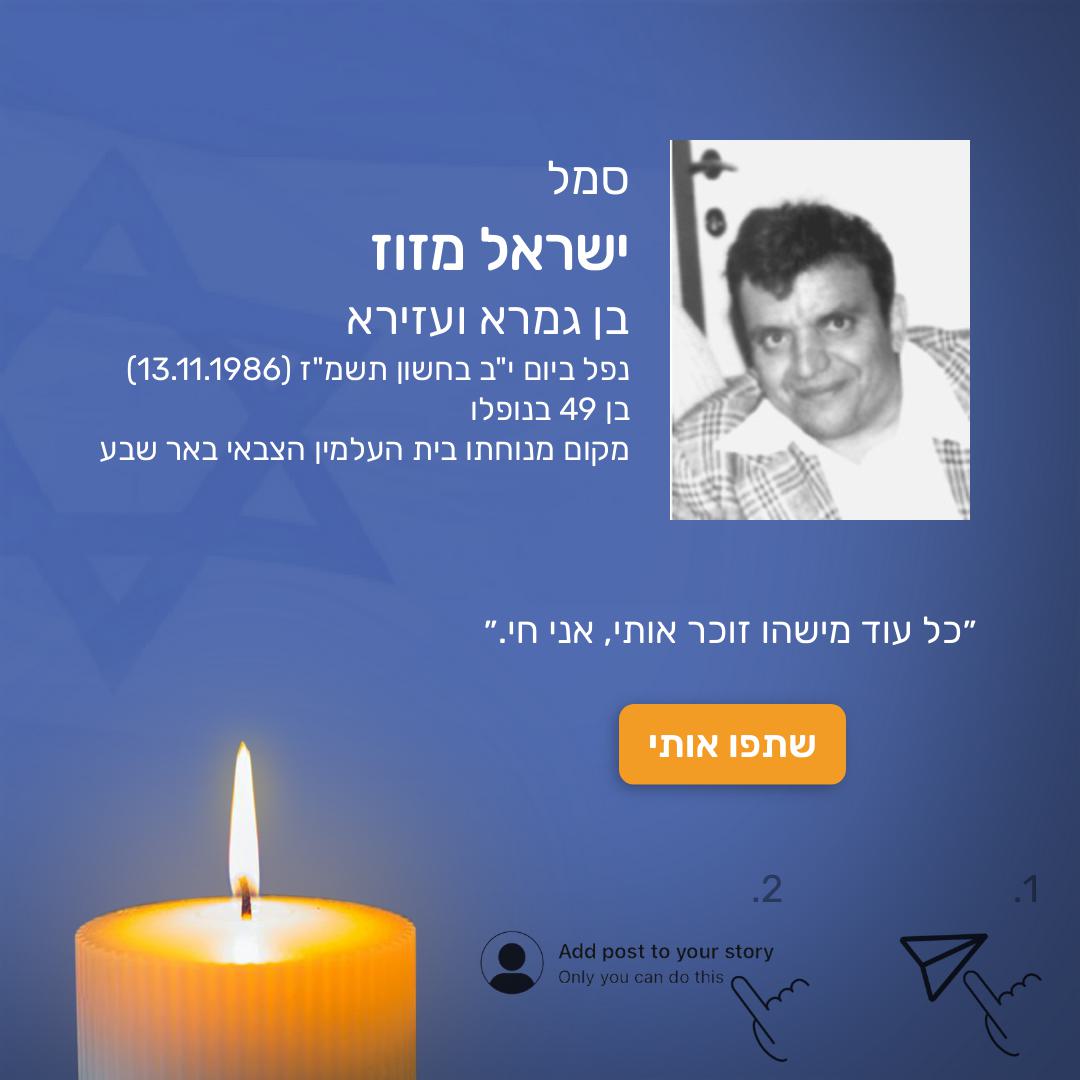 סמל
ישראל מזוז
בן גמרא ועזירא
נפל ביום י"ב בחשון תשמ"ז (13.11.1986)
בן 49 בנופלו
מקום מנוחתו בית העלמין הצבאי באר שבע
״כל עוד מישהו זוכר אותי, אני חי.״
שתפו אותי
1.
2.
Add post to your story
Only you can do this